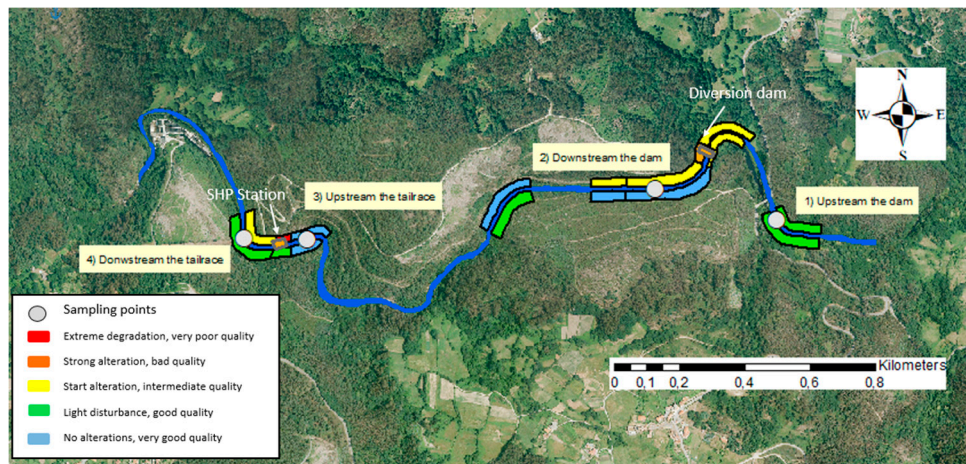 Diversion dam
N
W E
S
2) Downstream the dam
SHP Station
3) Upstream the tailrace
1) Upstream the dam
4) Donwstream the tailrace
Sampling points
Extreme degradation, very poor quality
Strong alteration, bad quality
Start alteration, intermediate quality
Light disturbance, good quality
No alterations, very good quality
Kilometers
0 0,1 0,2 0,4 0,6 0,8